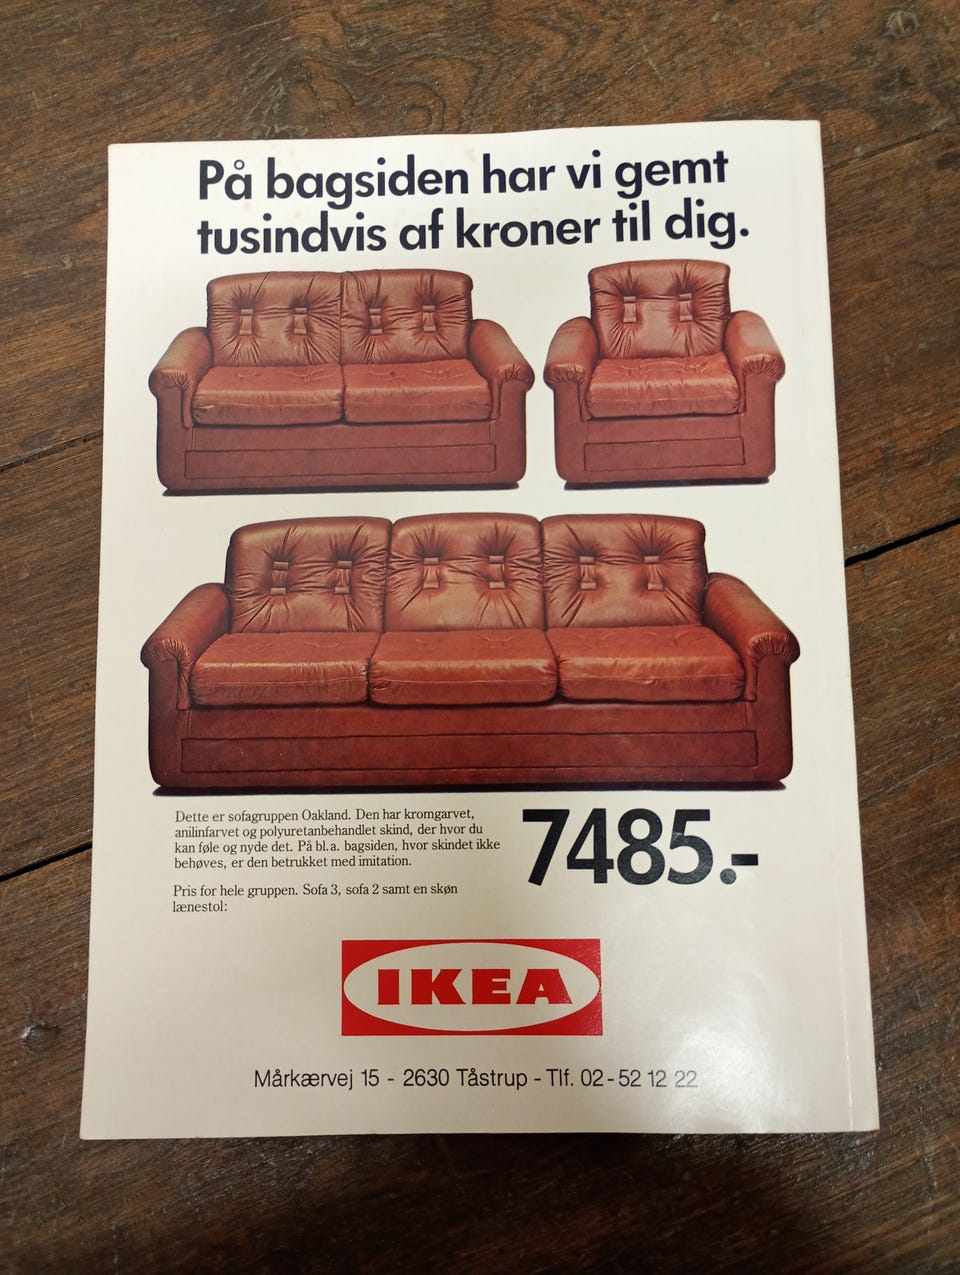 På bagsiden har vi gemt
tusindvis af kroner til dig.
Dette er sofagruppen Oakland. Den har kromgarvet,
anilinfarvet og polyuretanbehandlet skind, der hvor du
kan føle og nyde det. På bl.a. bagsiden, hvor skindet ikke
behøves, er den betrukket med imitation.
Pris for hele gruppen. Sofa 3, sofa 2 samt en skøn
lænestol:
7485.-
IKEA
Mårkærvej 15 - 2630 Tåstrup - Tlf. 02-52 12 22